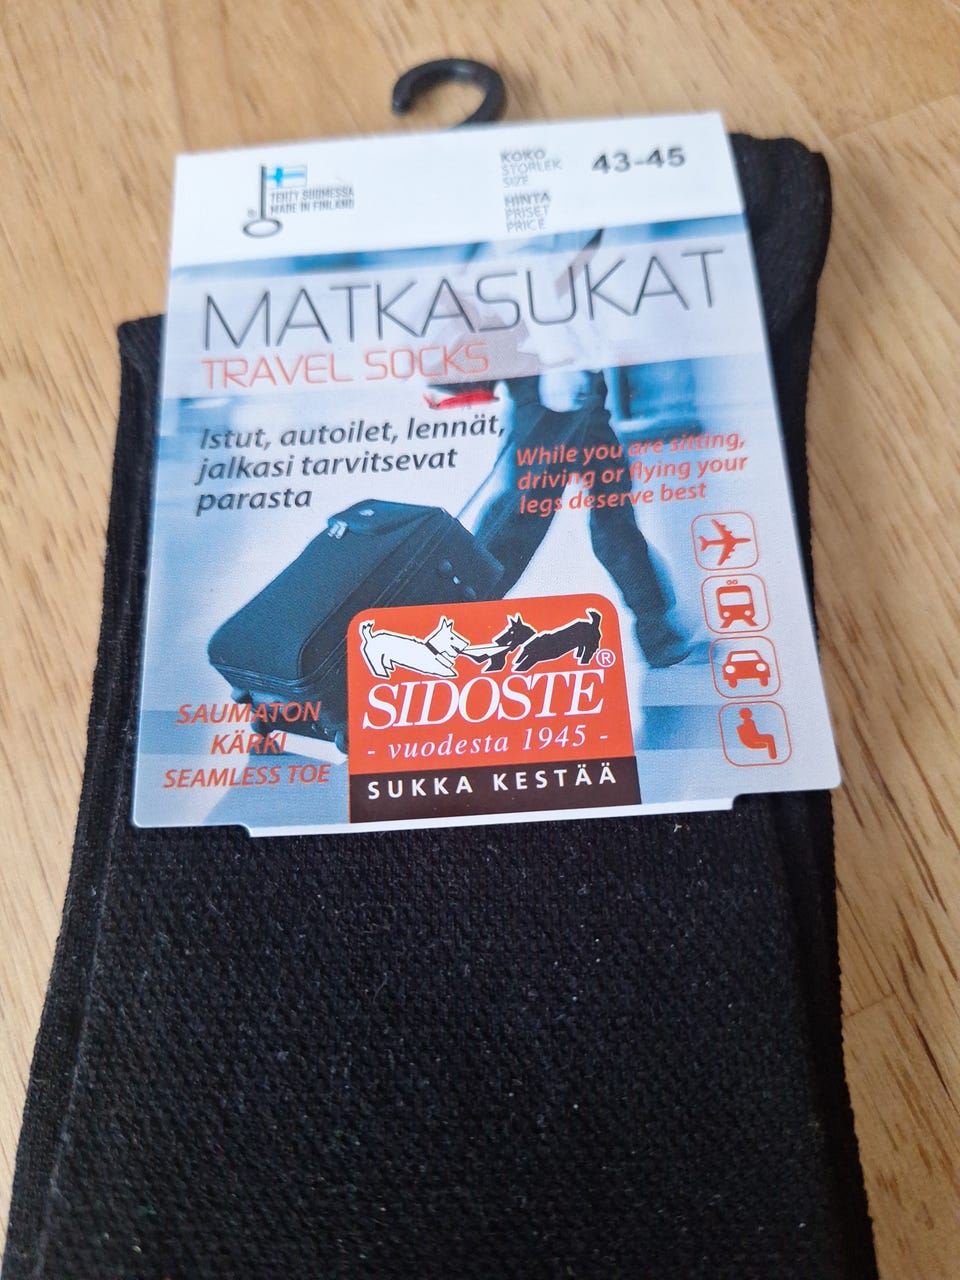 TEHTY SUOMESSA
MADE IN FINLAND
KOKO
STORLEK
SIZE
43-45
HINTA
PRISET
PRICE
MATKASUKAT
TRAVEL SOCKS
Istut, autoilet, lennät,
jalkasi tarvitsevat
parasta
While you are sitting,
driving or flying your
legs deserve best
SAUMATON
KÄRKI
SEAMLESS TOE
SIDOSTE®
- vuodesta 1945 -
SUKKA KESTÄÄ